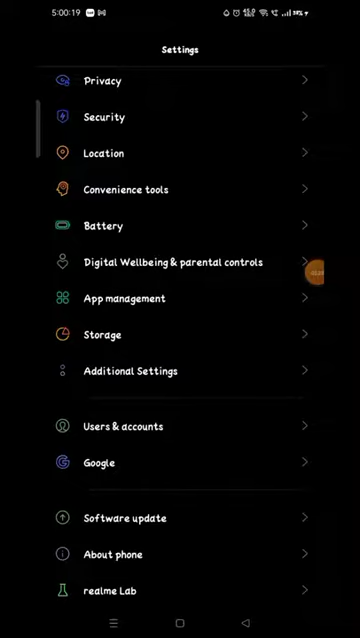 5:00:19
Settings
Privacy
Security
Location
Convenience tools
Battery
Digital Wellbeing & parental controls
App management
Storage
Additional Settings
Users & accounts
Google
Software update
About phone
realme Lab